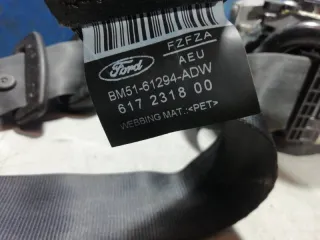 FZFZA
Ford
AEU
BM51-61294-ADW
617 2318 00
WEBBING MAT.:<PET>